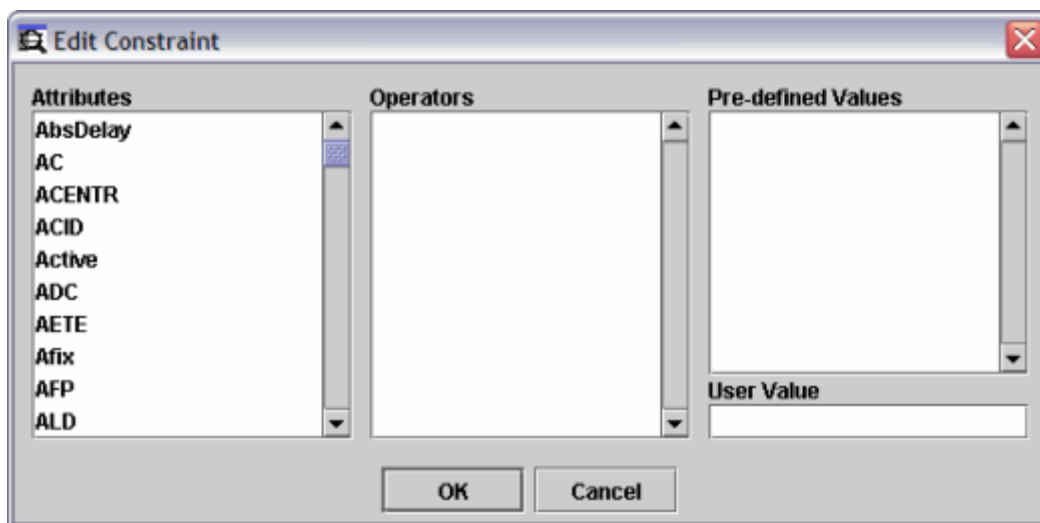 Edit Constraint
Attributes
AbsDelay
AC
ACENTR
ACID
Active
ADC
AETE
Afix
AFP
ALD
Operators
Pre-defined Values
User Value
OK
Cancel